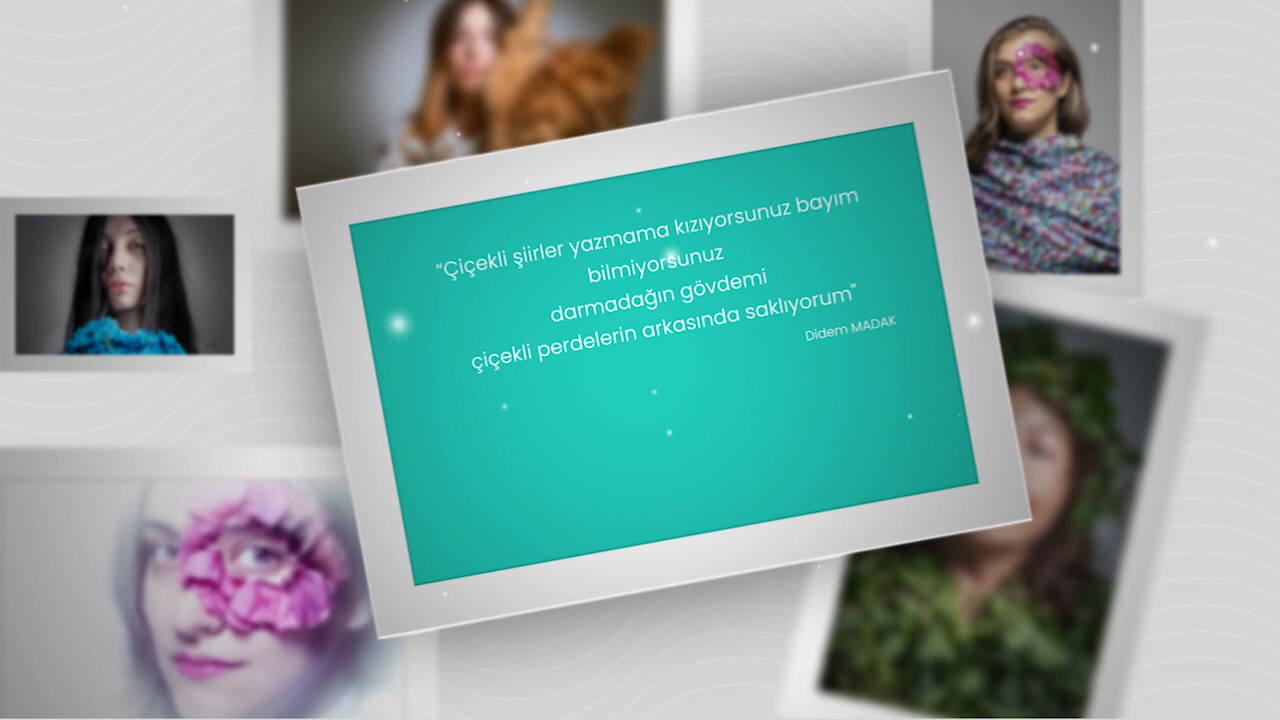 “Çiçekli şiirler yazmama kızıyorsunuz bayım
bilmiyorsunuz
darmadağın gövdemi
çiçekli perdelerin arkasında saklıyorum"
Didem MADAK